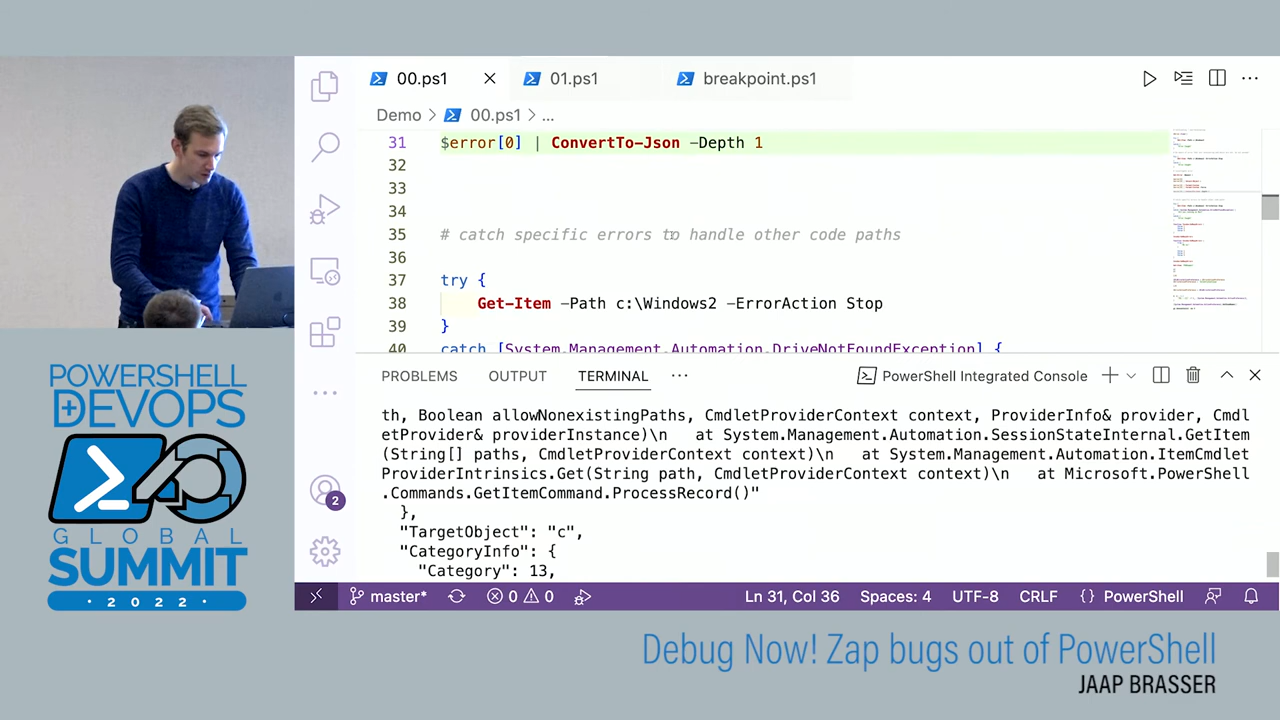 00.ps1
01.ps1
breakpoint.ps1
Demo > 00.ps1 > ...
31 $error[0] | ConvertTo-Json -Depth 1
32
33
34
35 # specific errors to handle other code paths
36
37 try {
38 Item -Path c:\Windows2 -ErrorAction Stop
39 }
40 catch [System.Management.Automation.DriveNotFoundException] {
PROBLEMS OUTPUT TERMINAL ... PowerShell Integrated Console
th, Boolean allowNonexistingPaths, CmdletProviderContext context, ProviderInfo& provider, Cmdl
etProvider& providerInstance)\n at System.Management.Automation.SessionStateInternal.GetItem
(String[] paths, CmdletProviderContext context)\n at System.Management.Automation.ItemCmdlet
ProviderIntrinsics.Get(String path, CmdletProviderContext context)\n at Microsoft.PowerShell
.Commands.GetItemCommand.ProcessRecord()"
},
"TargetObject": "c",
"CategoryInfo": {
"Category": 13,
2
master* 0 0 Ln 31, Col 36 Spaces: 4 UTF-8 CRLF {} PowerShell
POWERSHELL
+DEVOPS
GLOBAL
SUMMIT
· 2022 ·
Debug Now! Zap bugs out of PowerShell
JAAP BRASSER